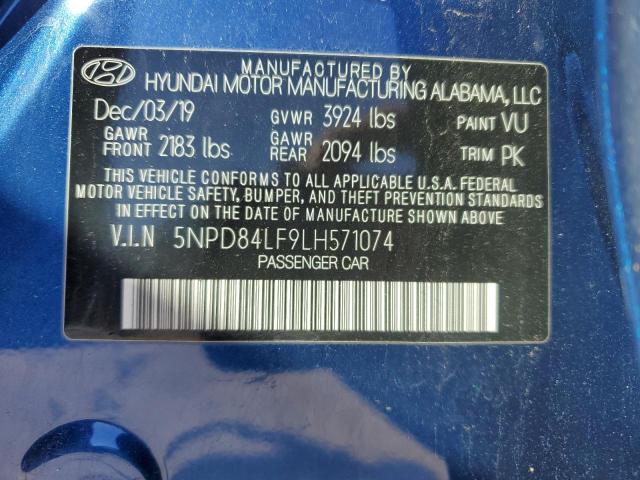 MANUFACTURED BY
HYUNDAI MOTOR MANUFACTURING ALABAMA, LLC
Dec/03/19 GVWR 3924 lbs PAINT VU
GAWR FRONT 2183 lbs GAWR REAR 2094 lbs TRIM PK
THIS VEHICLE CONFORMS TO ALL APPLICABLE U.S.A. FEDERAL
MOTOR VEHICLE SAFETY, BUMPER, AND THEFT PREVENTION
STANDARDS IN EFFECT ON THE DATE OF MANUFACTURE SHOWN ABOVE.
V.I.N 5NPD84LF9LH571074
PASSENGER CAR